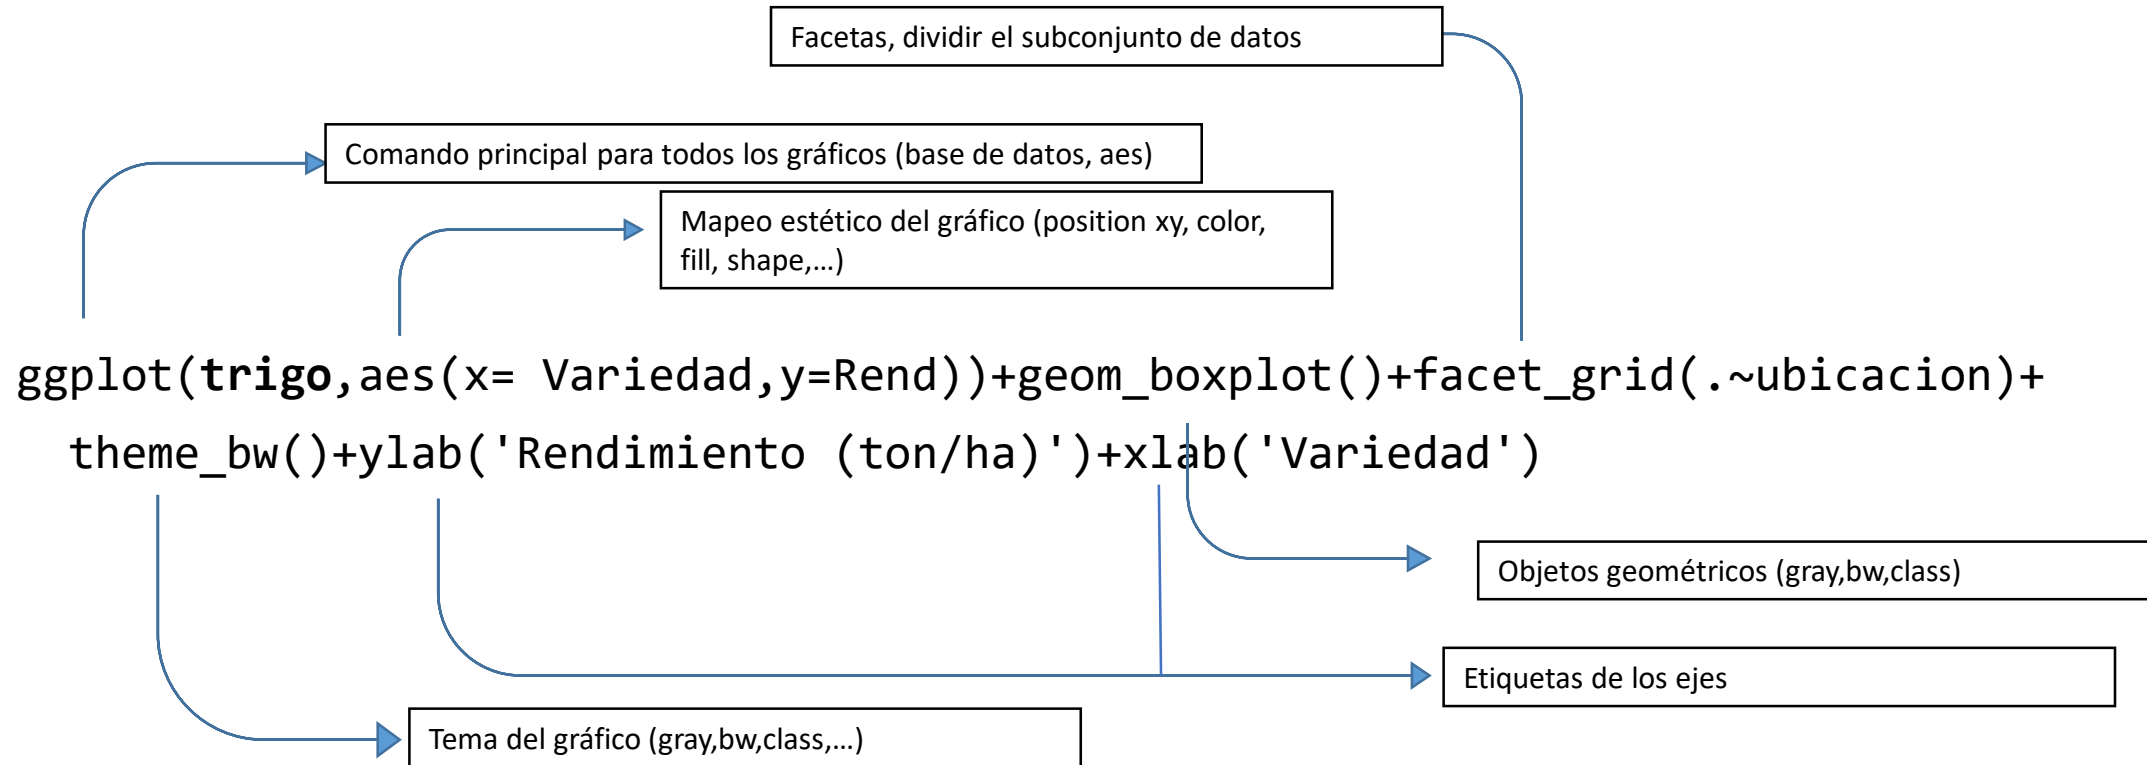 Facetas, dividir el subconjunto de datos
Comando principal para todos los gráficos (base de datos, aes)
Mapeo estético del gráfico (position xy, color,
fill, shape,…)
ggplot(trigo,aes(x= Variedad,y=Rend))+geom_boxplot()+facet_grid(.~ubicacion)+
theme_bw()+ylab('Rendimiento (ton/ha)')+xlab('Variedad')
Objetos geométricos (gray,bw,class)
Etiquetas de los ejes
Tema del gráfico (gray,bw,class,…)